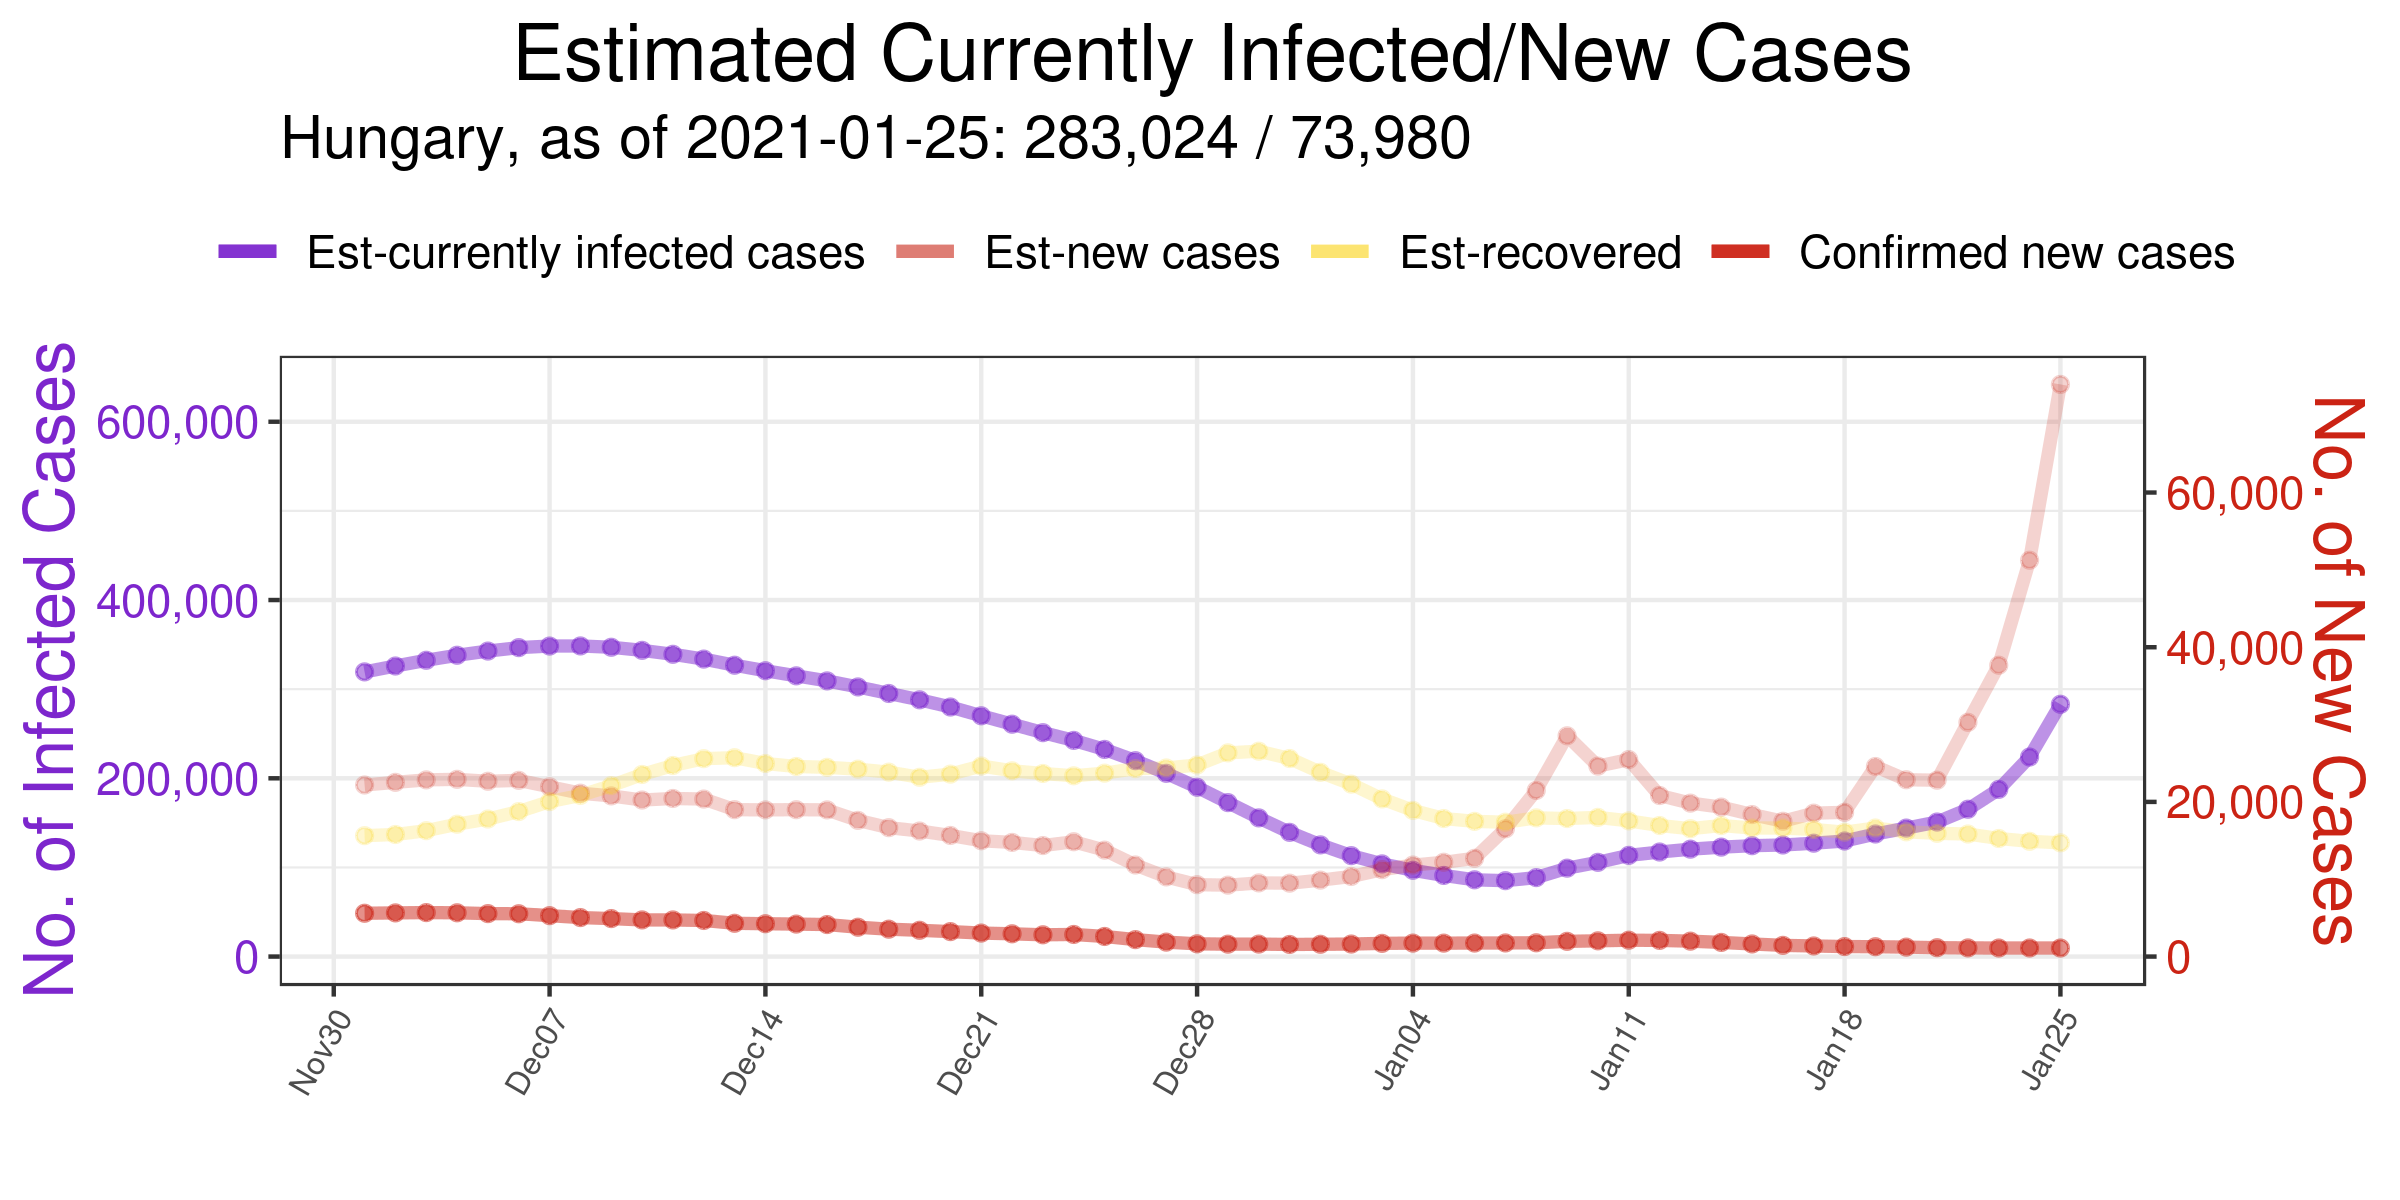 Estimated Currently Infected/New Cases
Hungary, as of 2021-01-25: 283,024 / 73,980
Est-currently infected cases Est-new cases Est-recovered Confirmed new cases
No. of Infected Cases
600,000
400,000
200,000
0
60,000
40,000
20,000
0
No. of New Cases
Nov30 Dec07 Dec14 Dec21 Dec28 Jan04 Jan11 Jan18 Jan25